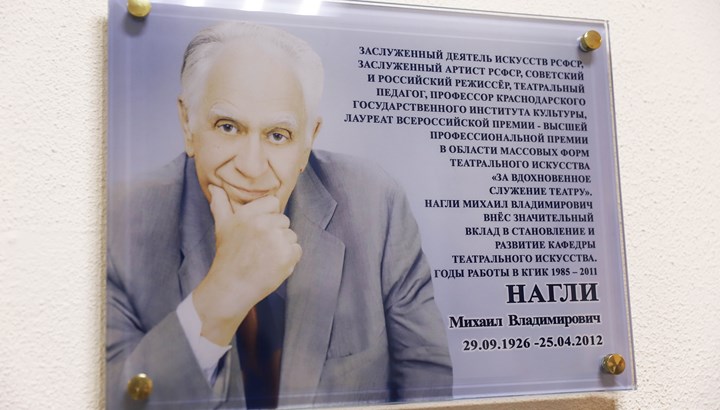 ЗАСЛУЖЕННЫЙ ДЕЯТЕЛЬ ИСКУССТВ РСФСР,
ЗАСЛУЖЕННЫЙ АРТИСТ РСФСР, СОВЕТСКИЙ
И РОССИЙСКИЙ РЕЖИССЁР, ТЕАТРАЛЬНЫЙ
ПЕДАГОГ, ПРОФЕССОР КРАСНОДАРСКОГО
ГОСУДАРСТВЕННОГО ИНСТИТУТА КУЛЬТУРЫ,
ЛАУРЕАТ ВСЕРОССИЙСКОЙ ПРЕМИИ - ВЫСШЕЙ
ПРОФЕССИОНАЛЬНОЙ ПРЕМИИ
В ОБЛАСТИ МАССОВЫХ ФОРМ
ТЕАТРАЛЬНОГО ИСКУССТВА
«ЗА ВДОХНОВЕННОЕ
СЛУЖЕНИЕ ТЕАТРУ».
НАГЛИ МИХАИЛ ВЛАДИМИРОВИЧ
ВНЁС ЗНАЧИТЕЛЬНЫЙ
ВКЛАД В СТАНОВЛЕНИЕ И
РАЗВИТИЕ КАФЕДРЫ
ТЕАТРАЛЬНОГО ИСКУССТВА.
ГОДЫ РАБОТЫ В КГИК 1985 – 2011
НАГЛИ
Михаил Владимирович
29.09.1926 -25.04.2012